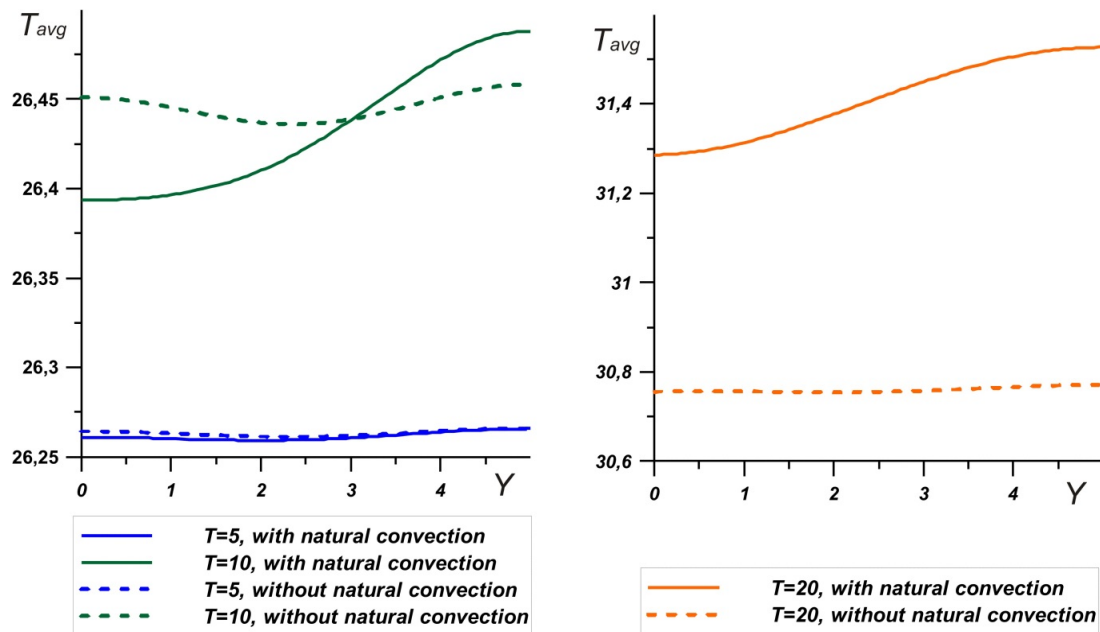 Tavg
26,45
26,4
26,35
26,3
26,25
0 1 2 3 4 Y
T=5, with natural convection
T=10, with natural convection
T=5, without natural convection
T=10, without natural convection
Tavg
31,4
31,2
31
30,8
30,6
0 1 2 3 4 Y
T=20, with natural convection
T=20, without natural convection